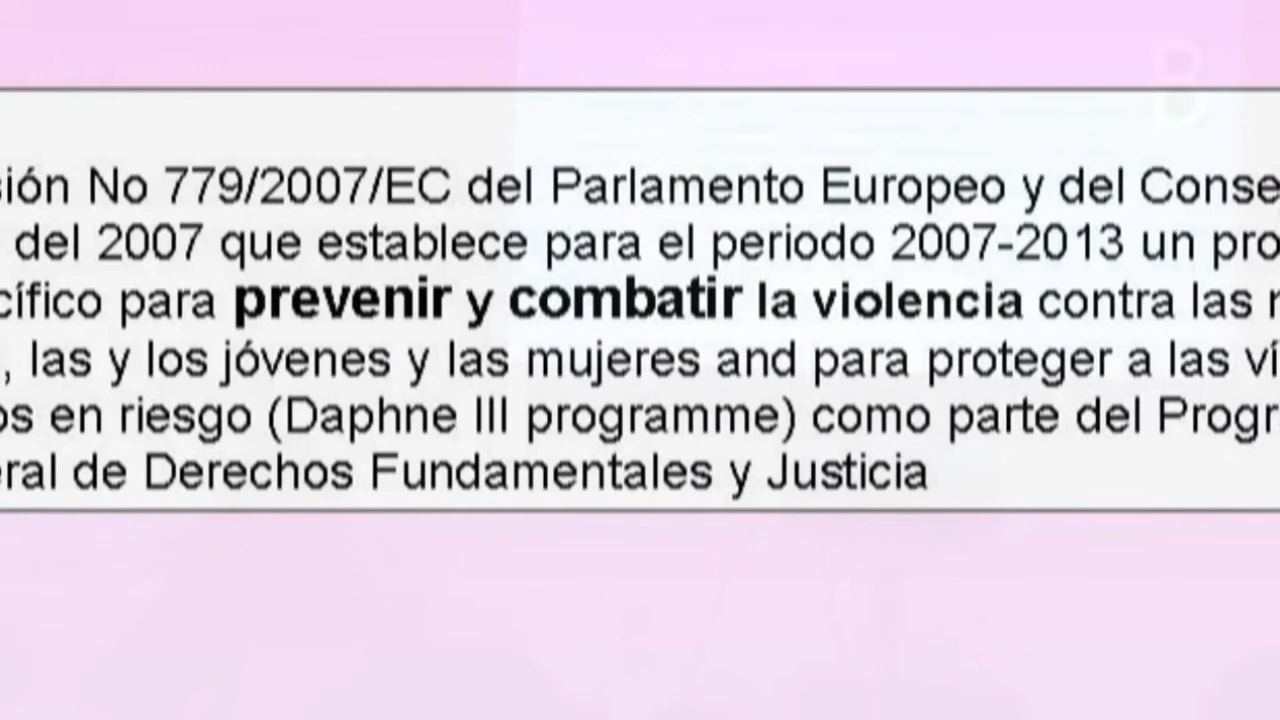 sión No 779/2007/EC del Parlamento Europeo y del Conse
del 2007 que establece para el periodo 2007-2013 un pro
cífico para prevenir y combatir la violencia contra las
, las y los jóvenes y las mujeres and para proteger a las ví
os en riesgo (Daphne III programme) como parte del Progr
eral de Derechos Fundamentales y Justicia
B